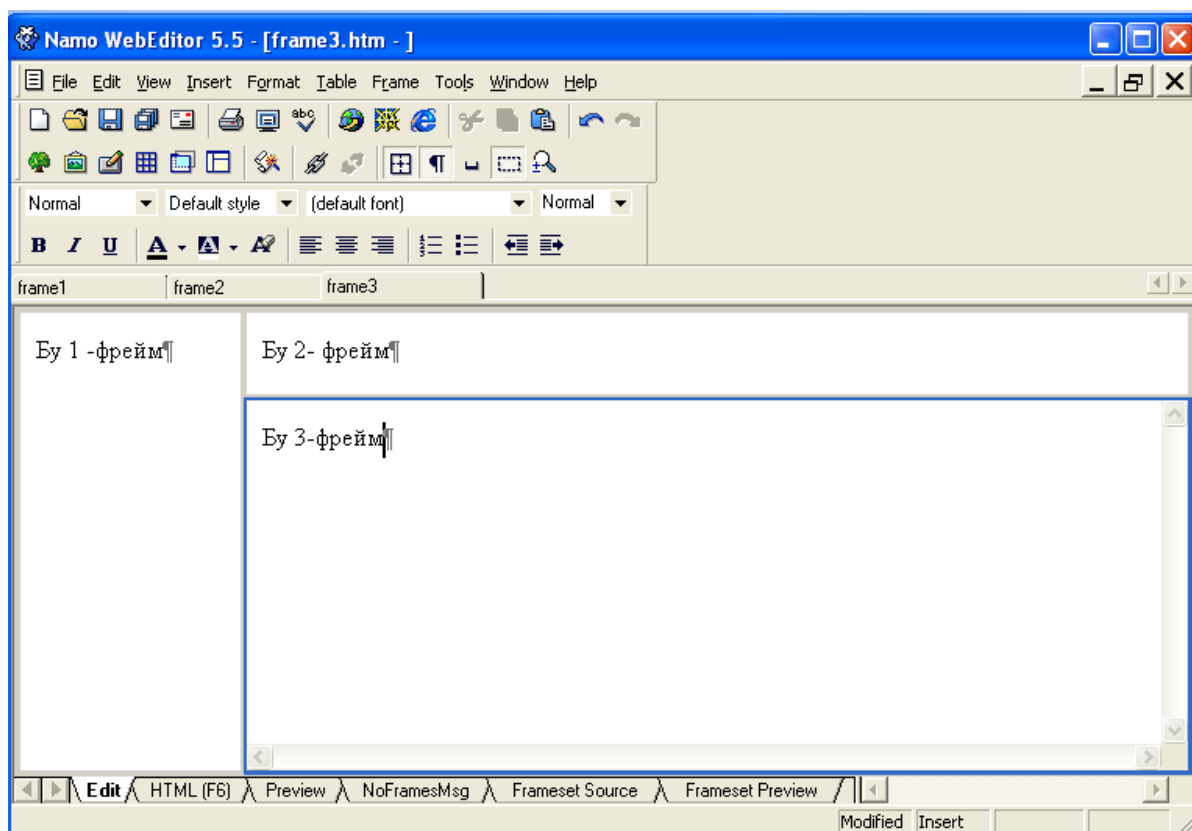 Namo WebEditor 5.5 - [frame3.htm - ]
File Edit View Insert Format Table Frame Tools Window Help
abc
Normal Default style (default font) Normal
B I U A A A
frame1 frame2 frame3
Бу 1 -фрейм¶ Бу 2- фрейм¶
Бу 3-фрейм¶
Edit HTML (F6) Preview NoFramesMsg Frameset Source Frameset Preview
Modified Insert